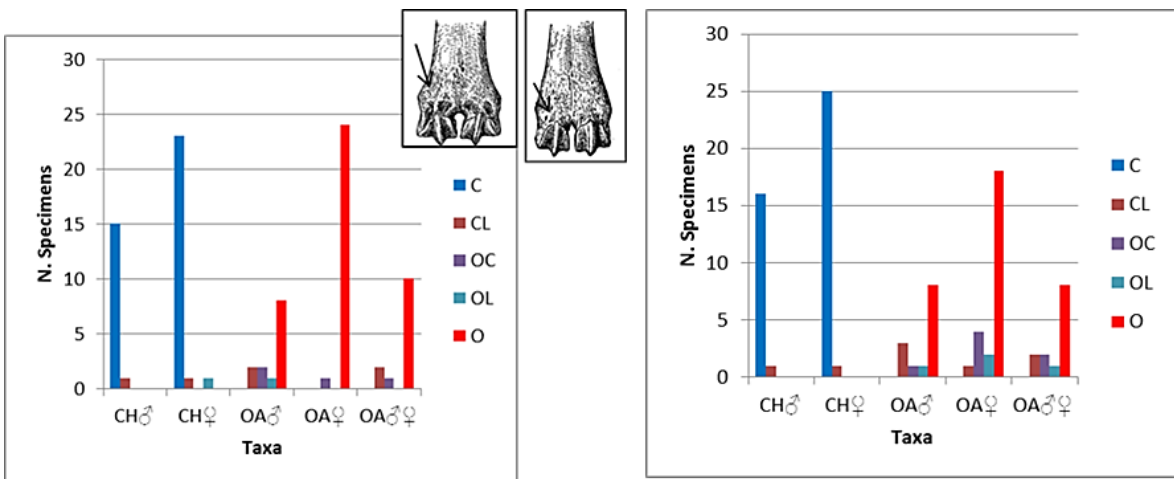 30
25
20
15
10
5
0
N. Specimens
CH♂ CH♀ OA♂ OA♀ OA♂♀
Taxa
C
CL
OC
OL
O
30
25
20
15
10
5
0
N. Specimens
CH♂ CH♀ OA♂ OA♀ OA♂♀
Taxa
C
CL
OC
OL
O